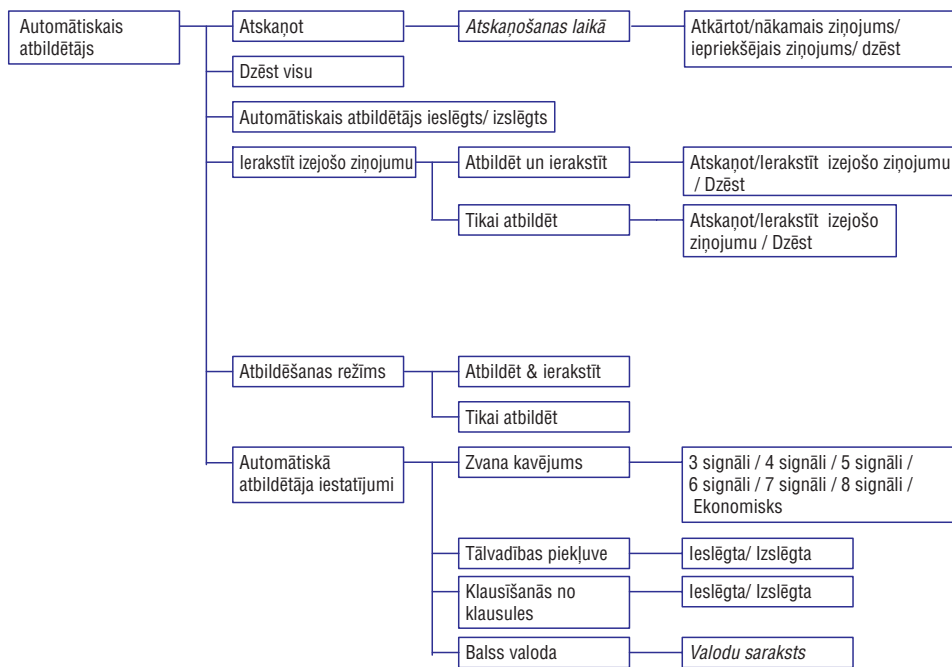 Automātiskais
atbildētājs
Atskaņot
Atskaņošanas laikā
Atkārtot/nākamais ziņojums/
iepriekšējais ziņojums/ dzēst
Dzēst visu
Automātiskais atbildētājs ieslēgts/ izslēgts
Ierakstīt izejošo ziņojumu
Atbildēt un ierakstīt
Atskaņot/Ierakstīt izejošo ziņojumu
/ Dzēst
Tikai atbildēt
Atskaņot/Ierakstīt izejošo
ziņojumu / Dzēst
Atbildēšanas režīms
Atbildēt & ierakstīt
Tikai atbildēt
Automātiskā
atbildētāja iestatījumi
Zvana kavējums
3 signāli / 4 signāli / 5 signāli /
6 signāli / 7 signāli / 8 signāli /
Ekonomisks
Tālvadības piekļuve
Ieslēgta/ Izslēgta
Klausīšanās no
klausules
Ieslēgta/ Izslēgta
Balss valoda
Valodu saraksts